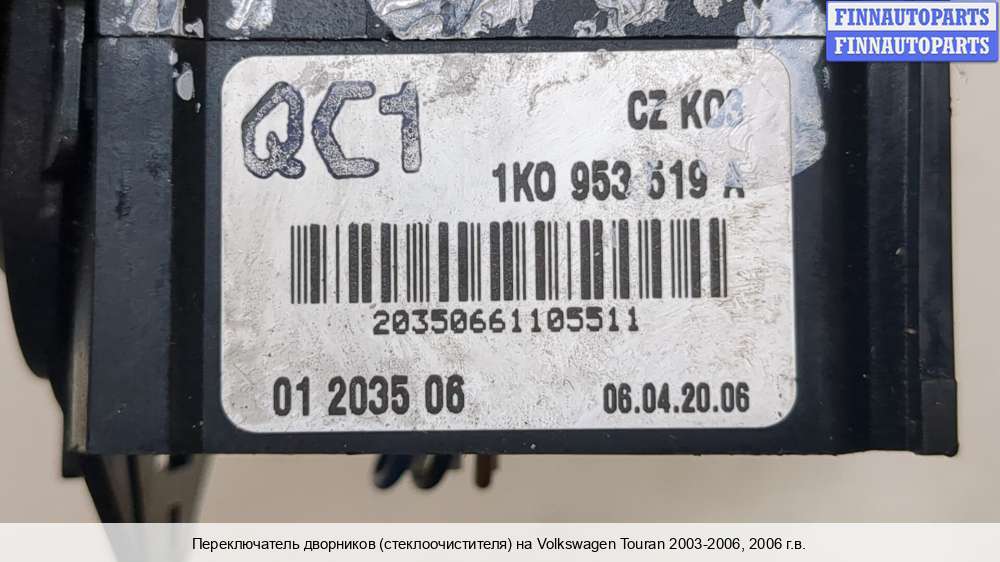 FINNAUTOPARTS
FINNAUTOPARTS
QC1
CZ K03
1K0 953 519 A
20350661105511
01 2035 06
06.04.20.06
Переключатель дворников (стеклоочистителя) на Volkswagen Touran 2003-2006, 2006 г.в.